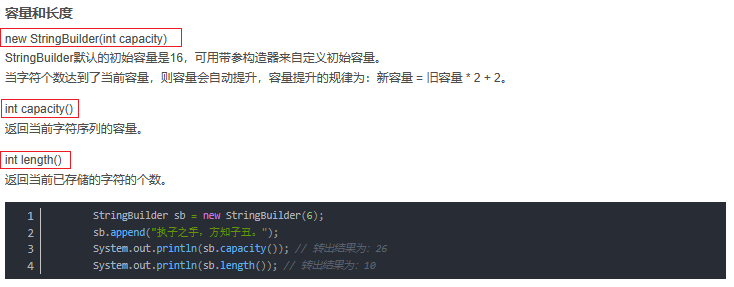 容量和长度
new StringBuilder(int capacity)
StringBuilder默认的初始容量是16，可用带参构造器来自定义初始容量。
当字符个数达到了当前容量，则容量会自动提升，容量提升的规律为：新容量 = 旧容量 * 2 + 2。
int capacity()
返回当前字符序列的容量。
int length()
返回当前已存储的字符的个数。
1 StringBuilder sb = new StringBuilder(6);
2 sb.append("执子之手，方知子丑。");
3 System.out.println(sb.capacity()); // 转出结果为：26
4 System.out.println(sb.length()); // 转出结果为：10